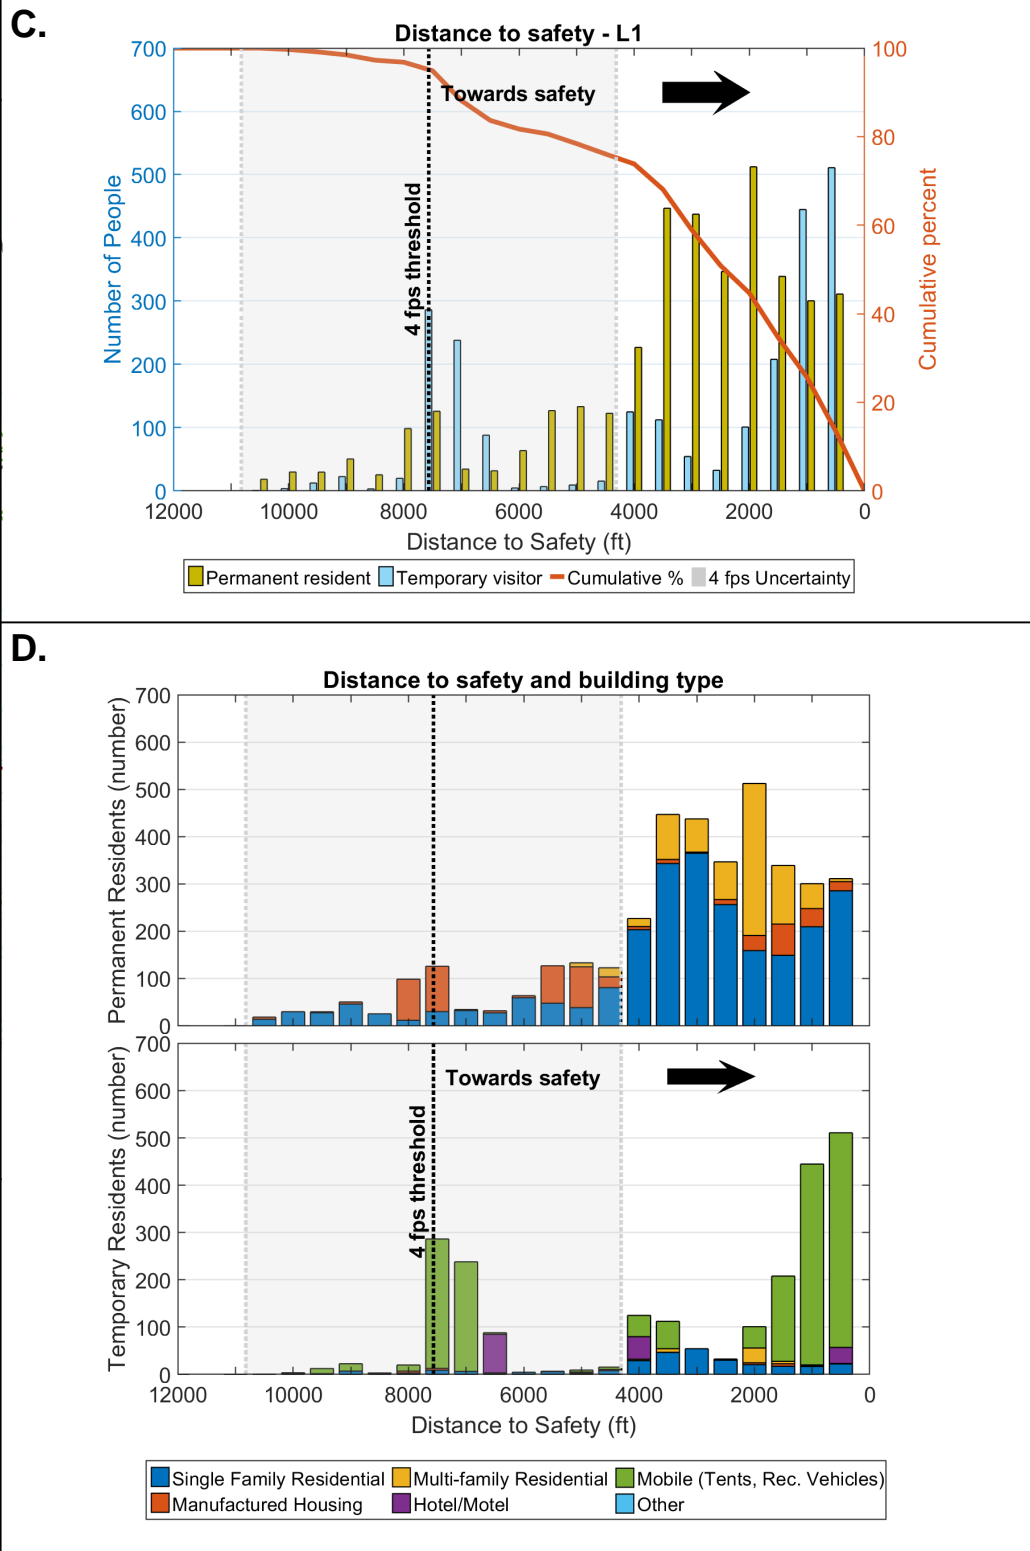 C.
Distance to safety - L1
700
600
500
400
300
200
100
0
Number of People
100
80
60
40
20
0
Cumulative percent
Towards safety
4 fps threshold
12000 10000 8000 6000 4000 2000 0
Distance to Safety (ft)
Permanent resident Temporary visitor Cumulative % 4 fps Uncertainty
D.
Distance to safety and building type
700
600
500
400
300
200
100
0
Permanent Residents (number)
700
600
500
400
300
200
100
0
Temporary Residents (number)
Towards safety
4 fps threshold
12000 10000 8000 6000 4000 2000 0
Distance to Safety (ft)
Single Family Residential Multi-family Residential Mobile (Tents, Rec. Vehicles)
Manufactured Housing Hotel/Motel Other